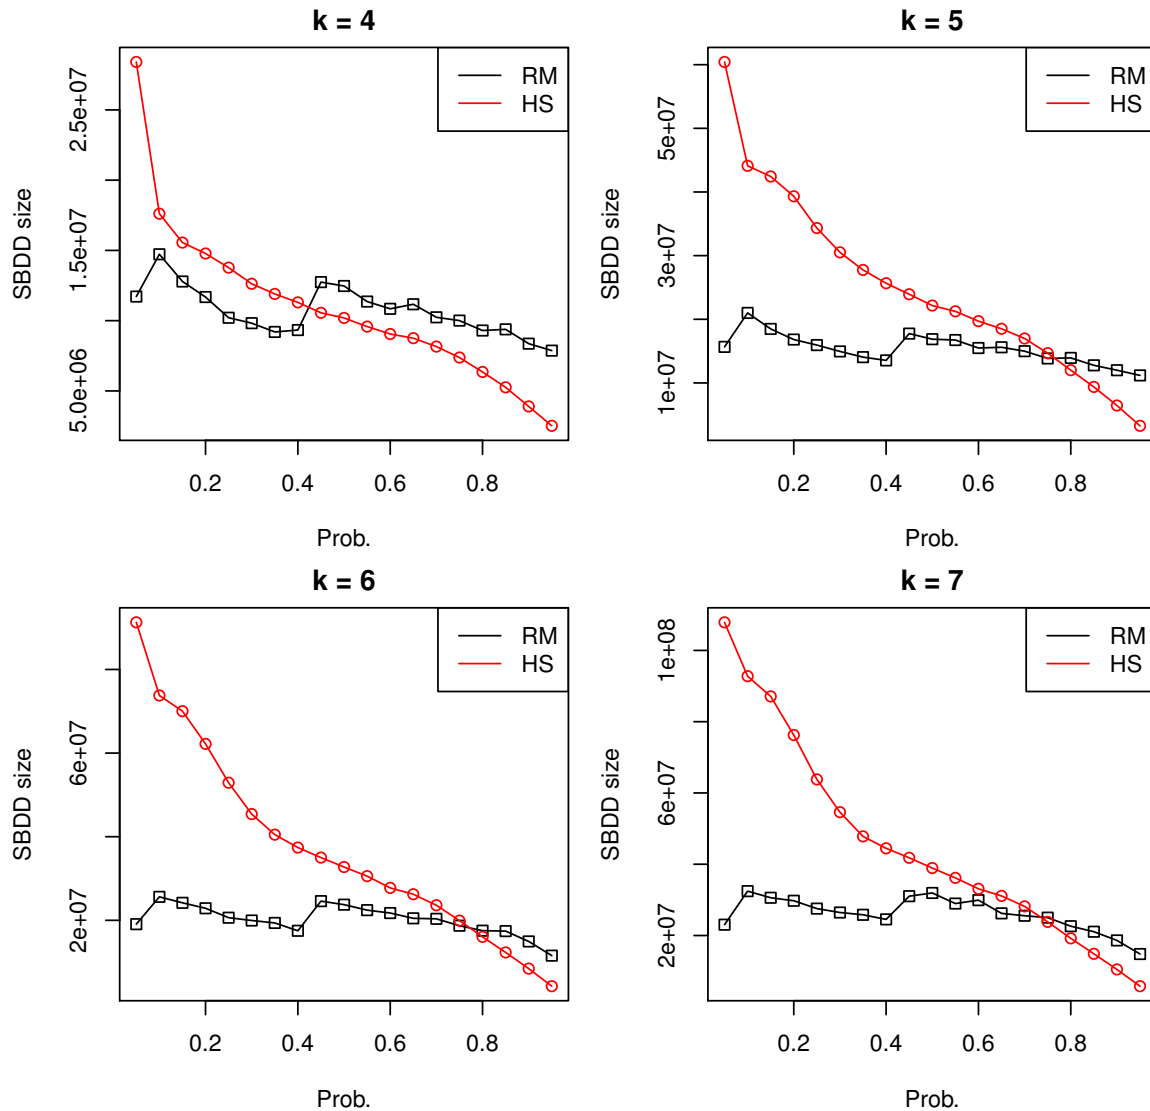 k = 4
RM
HS
SBDD size
2.5e+07
1.5e+07
5.0e+06
0.2 0.4 0.6 0.8
Prob.
k = 5
RM
HS
SBDD size
5e+07
3e+07
1e+07
0.2 0.4 0.6 0.8
Prob.
k = 6
RM
HS
SBDD size
6e+07
2e+07
0.2 0.4 0.6 0.8
Prob.
k = 7
RM
HS
SBDD size
1e+08
6e+07
2e+07
0.2 0.4 0.6 0.8
Prob.